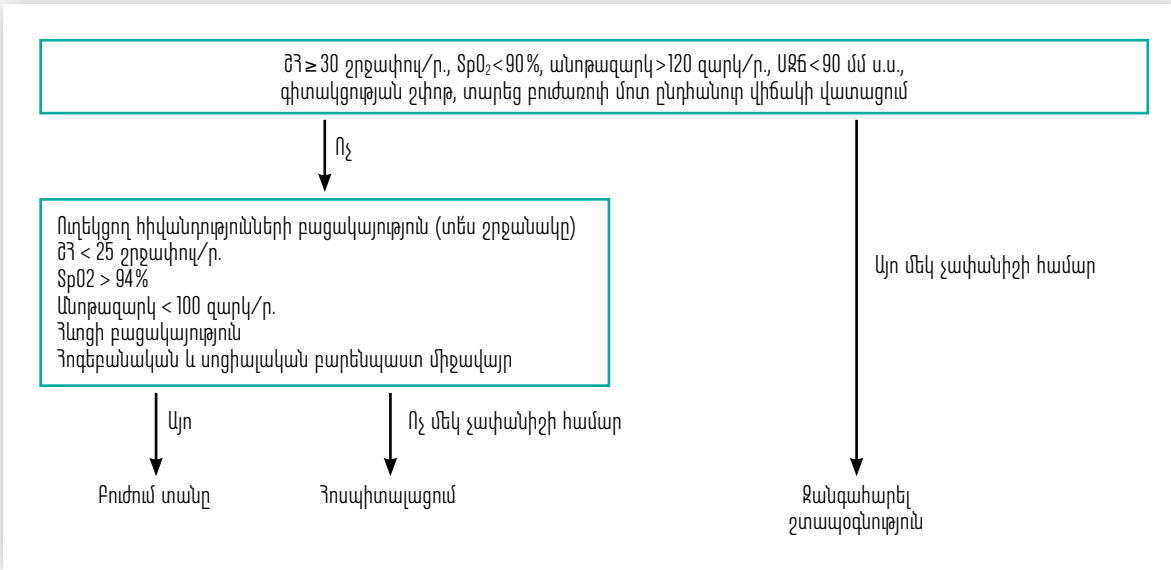 ՇՀ ≥ 30 շրջափուլ/ր., SpO₂ < 90%, անոթազարկ >120 զարկ/ր., ՍԶՃ < 90 մմ ս.ս.,
գիտակցության շփոթ, տարեց բուժառուի մոտ ընդհանուր վիճակի վատացում
Ոչ
Այո մեկ չափանիշի համար
Ուղեկցող հիվանդությունների բացակայություն (տե՛ս շրջանակը)
ՇՀ < 25 շրջափուլ/ր.
SpO2 > 94%
Անոթազարկ < 100 զարկ/ր.
Հևոցի բացակայություն
Հոգեբանական և սոցիալական բարենպաստ միջավայր
Այո
Ոչ մեկ չափանիշի համար
Բուժում տանը
Հոսպիտալացում
Զանգահարել
շտապօգնություն